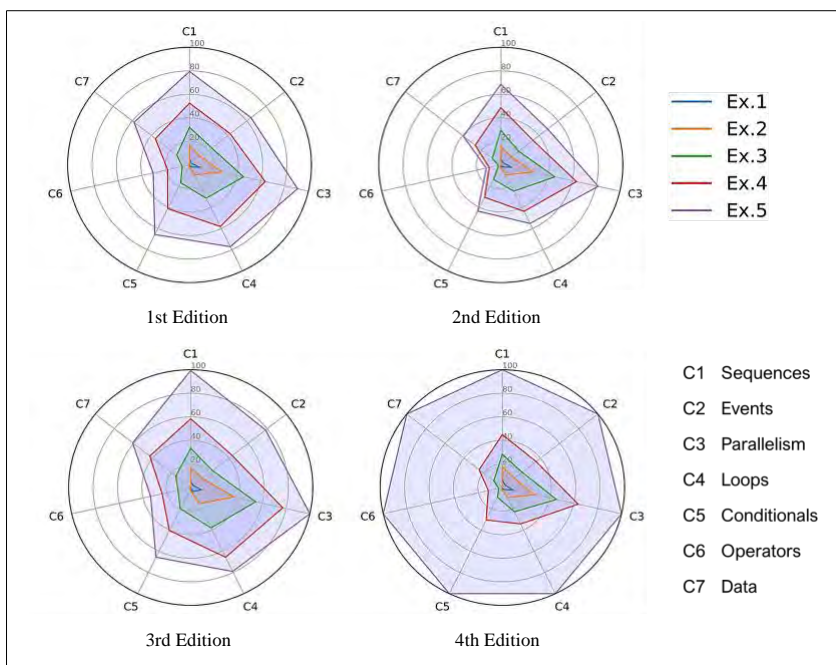 C1
100
80
60
40
20
C7
C2
C6
C3
C5
C4
1st Edition
C1
100
80
60
40
20
C7
C2
C6
C3
C5
C4
2nd Edition
Ex.1
Ex.2
Ex.3
Ex.4
Ex.5
C1
100
80
60
40
20
C7
C2
C6
C3
C5
C4
3rd Edition
C1
100
80
60
40
20
C7
C2
C6
C3
C5
C4
4th Edition
C1 Sequences
C2 Events
C3 Parallelism
C4 Loops
C5 Conditionals
C6 Operators
C7 Data